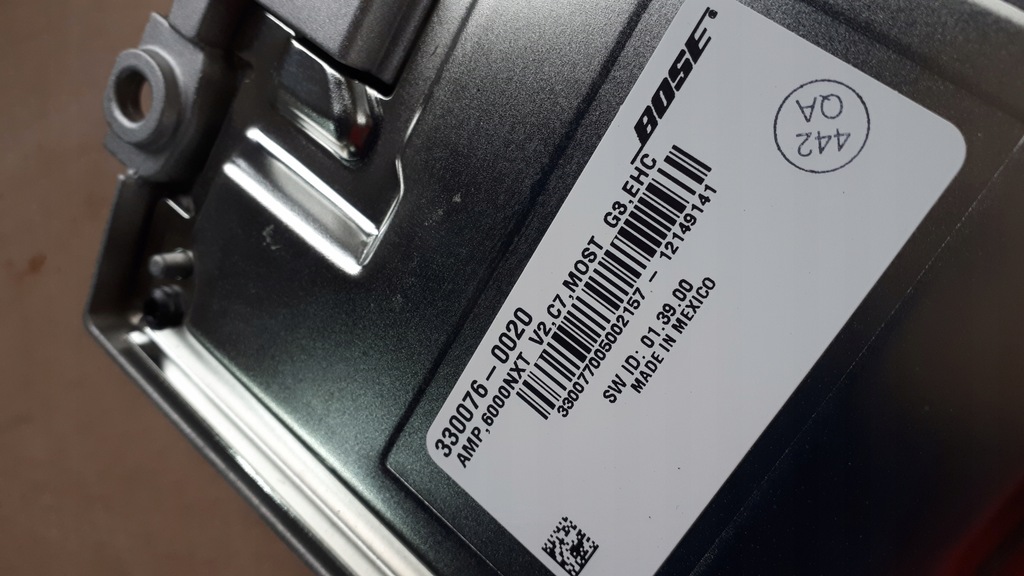 BOSE®
330076-0020
AMP,6000NXT V2,C7,MOST G3,EHC
330077005002157-12149141
SW ID: 01.39.00
MADE IN MEXICO
442
QA